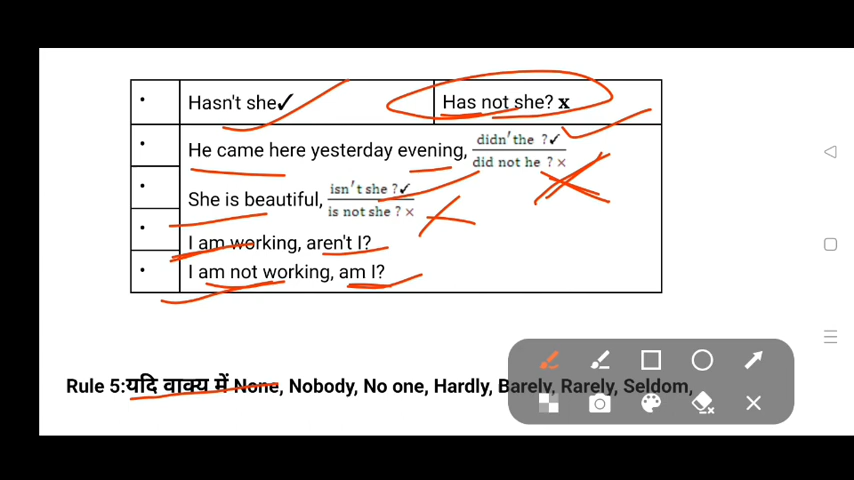 • Hasn't she✓ Has not she? x
• He came here yesterday evening, didn'the ?✓
did not he ? ×
• She is beautiful, isn't she ?✓
is not she ? ×
• I am working, aren't I?
• I am not working, am I?
Rule 5:यदि वाक्य में None, Nobody, No one, Hardly, Barely, Rarely, Seldom,